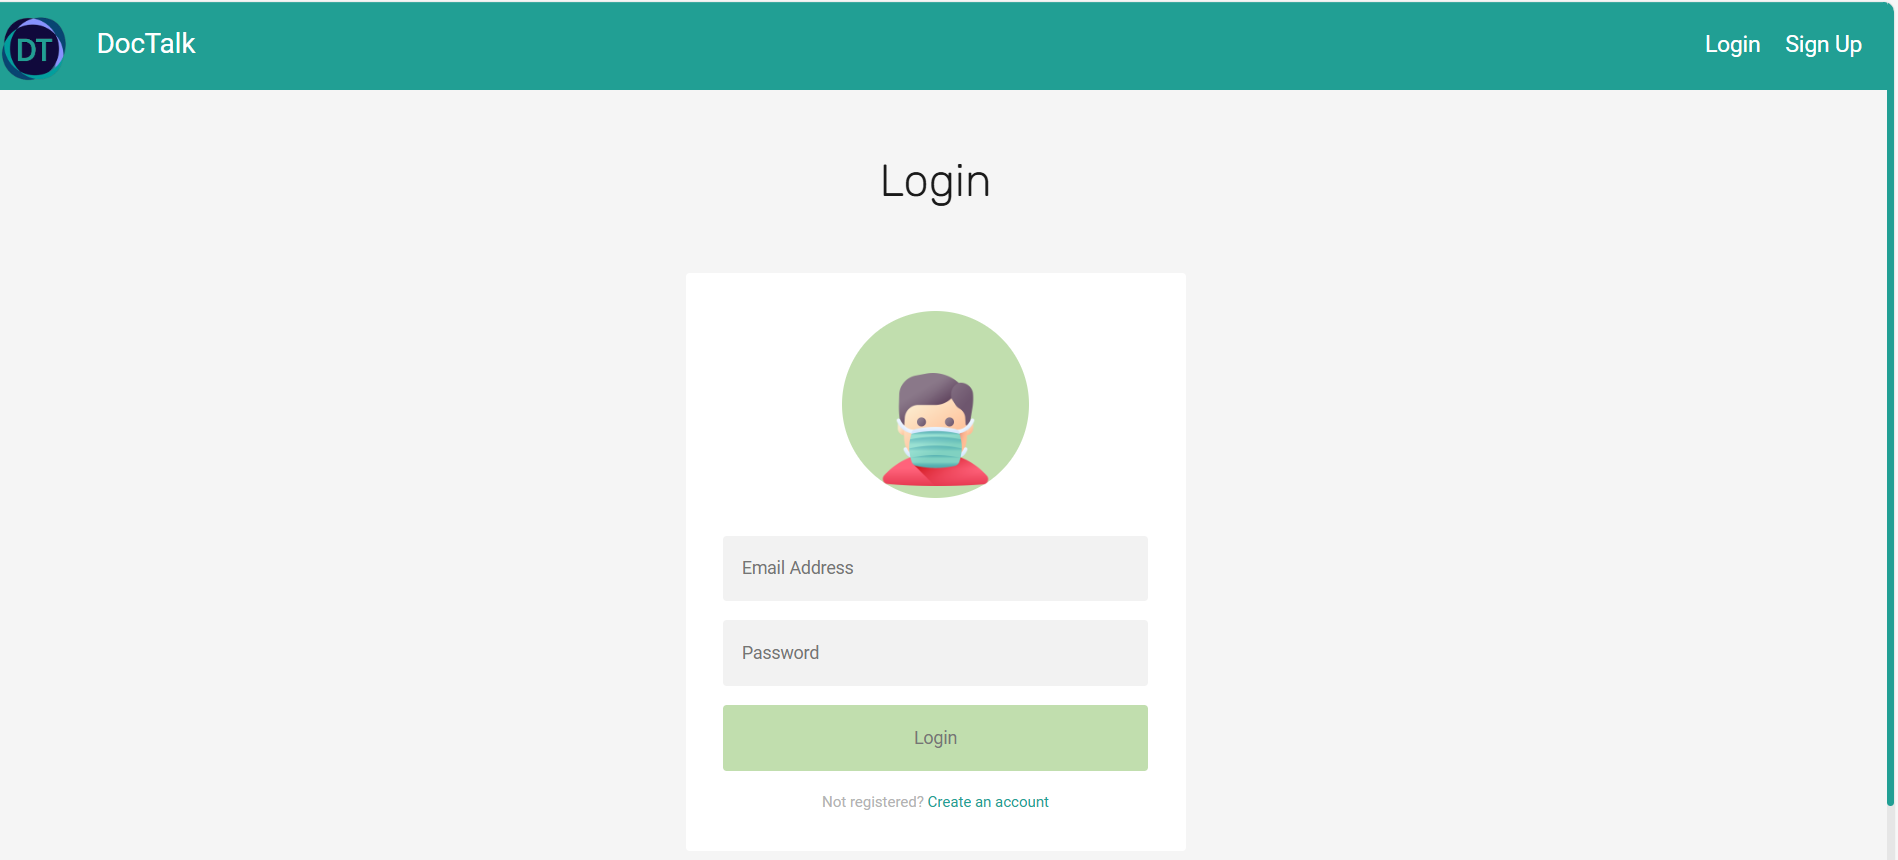 DT
DocTalk
Login
Sign Up
Login
Email Address
Password
Login
Not registered? Create an account